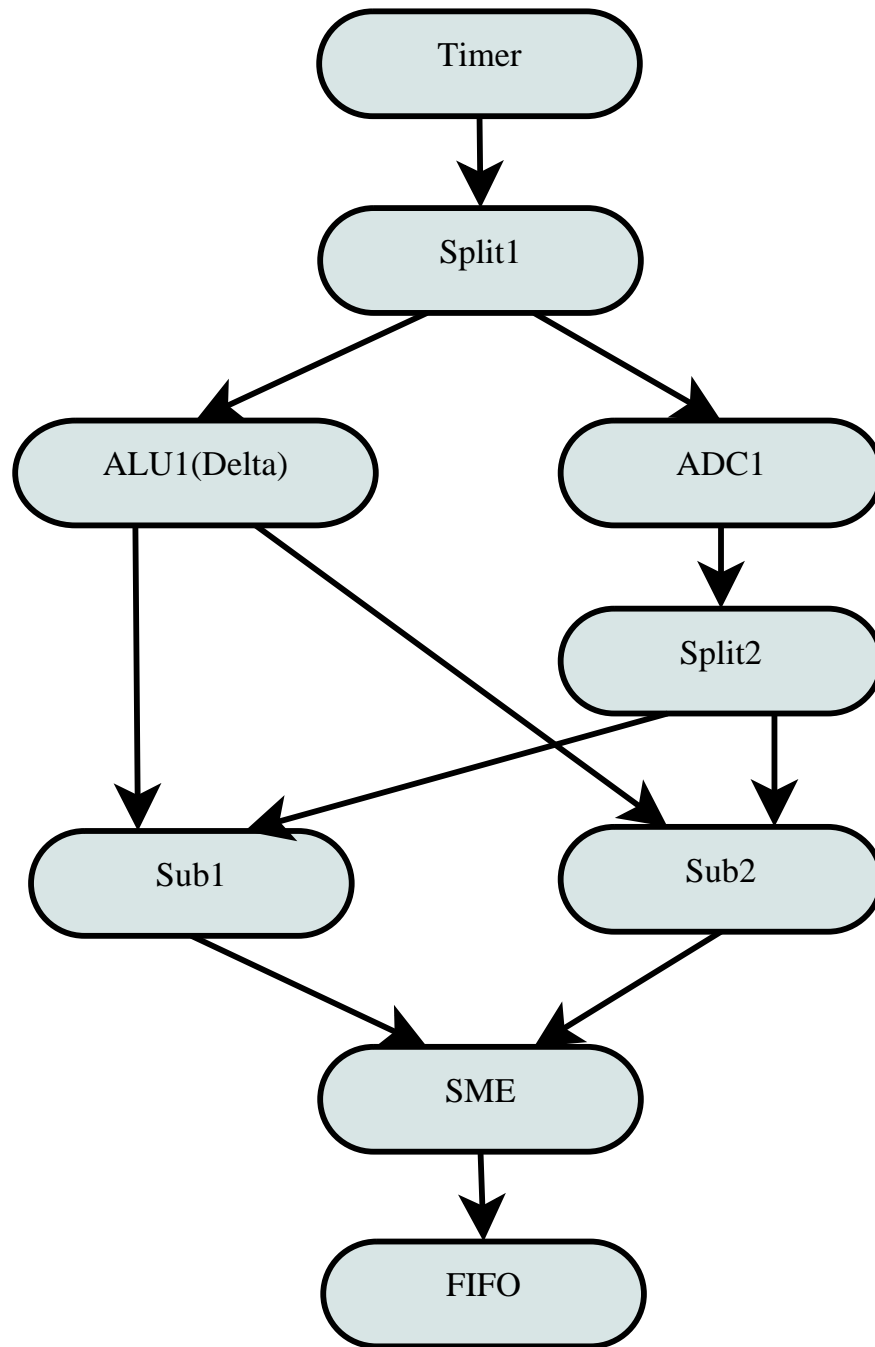 Timer
Split1
ALU1(Delta)
ADC1
Split2
Sub1
Sub2
SME
FIFO